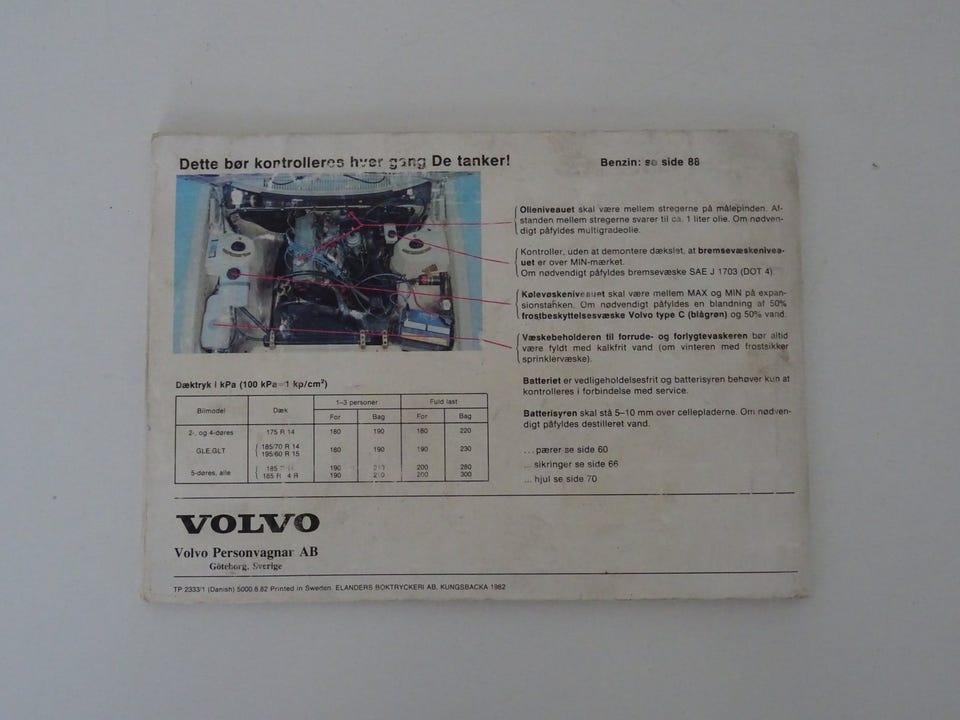 Dette bør kontrolleres hver gang De tanker!
Benzin: se side 88
Olieniveauet skal være mellem stregerne på målepinden. Af-
standen mellem stregerne svarer til ca. 1 liter olie. Om nødven-
digt påfyldes multigradeolie.
Kontroller, uden at demontere dækslet, at bremsevæskenivea-
uet er over MIN-mærket.
Om nødvendigt påfyldes bremsevæske SAE J 1703 (DOT 4).
Kølevøskeniveauet skal være mellem MAX og MIN på expan-
sionstanken. Om nødvendigt påfyldes en blandning af 50%
frostbeskyttelsesvæske Volvo type C (blågrøn) og 50% vand.
Væskebeholderen til forrude- og forlygtevaskeren bør altid
være fyldt med kalkfrit vand (om vinteren med frostsikker
sprinklervæske).
Batteriet er vedligeholdelsesfrit og batterisyren behøver kun at
kontrolleres i forbindelse med service.
Batterisyren skal stå 5–10 mm over cellepladerne. Om nødven-
digt påfyldes destilleret vand.
... pærer se side 60
... sikringer se side 66
... hjul se side 70
Dæktryk i kPa (100 kPa=1 kp/cm²)
Bilmodel Dæk 1–3 personer Fuld last
For Bag For Bag
2-, og 4-døres 175 R 14 180 190 180 220
GLE,GLT 185/70 R 14 180 190 190 230
195/60 R 15
5-døres, alle 185 190 200 280
185 R 4 R 190 200 300
VOLVO
Volvo Personvagnar AB
Göteborg, Sverige
TP 2333/1 (Danish) 5000.8.82 Printed in Sweden. ELANDERS BOKTRYCKERI AB, KUNGSBACKA 1982